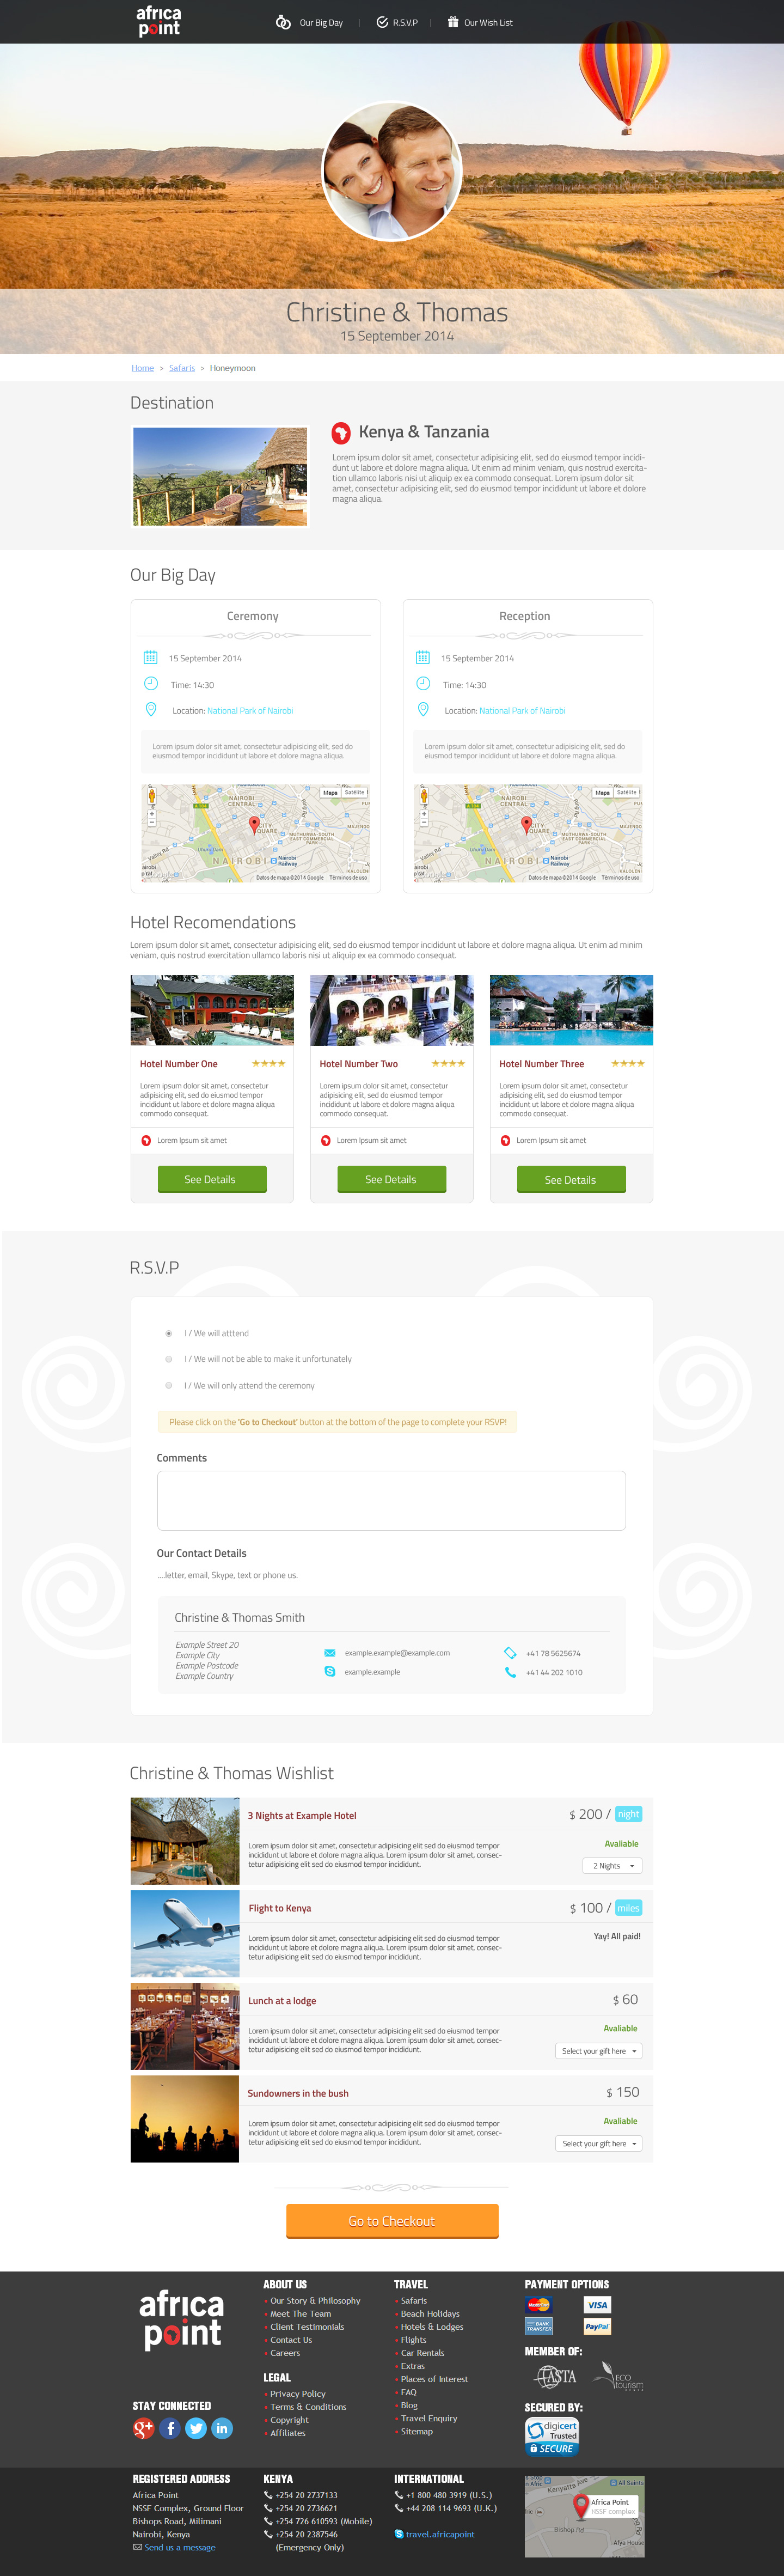 africa
point
Our Big Day | R.S.V.P | Our Wish List
Christine & Thomas
15 September 2014
Home > Safaris > Honeymoon
Destination
Kenya & Tanzania
Lorem ipsum dolor sit amet, consectetur adipisicing elit, sed do eiusmod tempor incidi-
dunt ut labore et dolore magna aliqua. Ut enim ad minim veniam, quis nostrud exercita-
tion ullamco laboris nisi ut aliquip ex ea commodo consequat. Lorem ipsum dolor sit
amet, consectetur adipisicing elit, sed do eiusmod tempor incididunt ut labore et dolore
magna aliqua.
Our Big Day
Ceremony
15 September 2014
Time: 14:30
Location: National Park of Nairobi
Lorem ipsum dolor sit amet, consectetur adipisicing elit, sed do
eiusmod tempor incididunt ut labore et dolore magna aliqua.
Mapa Satélite
NAIROBI
CENTRAL
CITY
SQUARE
MUTHURWA
EAST COMMERCIAL
PARK
NAIROBI
Nairobi
Railway
Datos de mapa ©2014 Google Términos de uso
Reception
15 September 2014
Time: 14:30
Location: National Park of Nairobi
Lorem ipsum dolor sit amet, consectetur adipisicing elit, sed do
eiusmod tempor incididunt ut labore et dolore magna aliqua.
Mapa Satélite
NAIROBI
CENTRAL
CITY
SQUARE
MUTHURWA
EAST COMMERCIAL
PARK
NAIROBI
Nairobi
Railway
Datos de mapa ©2014 Google Términos de uso
Hotel Recomendations
Lorem ipsum dolor sit amet, consectetur adipisicing elit, sed do eiusmod tempor incididunt ut labore et dolore magna aliqua. Ut enim ad minim
veniam, quis nostrud exercitation ullamco laboris nisi ut aliquip ex ea commodo consequat.
Hotel Number One
Lorem ipsum dolor sit amet, consectetur
adipisicing elit, sed do eiusmod tempor
incididunt ut labore et dolore magna aliqua
commodo consequat.
Lorem Ipsum sit amet
See Details
Hotel Number Two
Lorem ipsum dolor sit amet, consectetur
adipisicing elit, sed do eiusmod tempor
incididunt ut labore et dolore magna aliqua
commodo consequat.
Lorem Ipsum sit amet
See Details
Hotel Number Three
Lorem ipsum dolor sit amet, consectetur
adipisicing elit, sed do eiusmod tempor
incididunt ut labore et dolore magna aliqua
commodo consequat.
Lorem Ipsum sit amet
See Details
R.S.V.P
I / We will atttend
I / We will not be able to make it unfortunately
I / We will only attend the ceremony
Please click on the 'Go to Checkout' button at the bottom of the page to complete your RSVP!
Comments
Our Contact Details
....letter, email, Skype, text or phone us.
Christine & Thomas Smith
Example Street 20
Example City
Example Postcode
Example Country
example.example@example.com
example.example
+41 78 5625674
+41 44 202 1010
Christine & Thomas Wishlist
3 Nights at Example Hotel
$ 200 / night
Lorem ipsum dolor sit amet, consectetur adipisicing elit sed do eiusmod tempor
incididunt ut labore et dolore magna aliqua. Lorem ipsum dolor sit amet, consec-
tetur adipisicing elit sed do eiusmod tempor incididunt.
Avaliable
2 Nights
Flight to Kenya
$ 100 / miles
Lorem ipsum dolor sit amet, consectetur adipisicing elit sed do eiusmod tempor
incididunt ut labore et dolore magna aliqua. Lorem ipsum dolor sit amet, consec-
tetur adipisicing elit sed do eiusmod tempor incididunt.
Yay! All paid!
Lunch at a lodge
$ 60
Lorem ipsum dolor sit amet, consectetur adipisicing elit sed do eiusmod tempor
incididunt ut labore et dolore magna aliqua. Lorem ipsum dolor sit amet, consec-
tetur adipisicing elit sed do eiusmod tempor incididunt.
Avaliable
Select your gift here
Sundowners in the bush
$ 150
Lorem ipsum dolor sit amet, consectetur adipisicing elit sed do eiusmod tempor
incididunt ut labore et dolore magna aliqua. Lorem ipsum dolor sit amet, consec-
tetur adipisicing elit sed do eiusmod tempor incididunt.
Avaliable
Select your gift here
Go to Checkout
africa
point
STAY CONNECTED
ABOUT US
Our Story & Philosophy
Meet The Team
Client Testimonials
Contact Us
Careers
LEGAL
Privacy Policy
Terms & Conditions
Copyright
Affiliates
TRAVEL
Safaris
Beach Holidays
Hotels & Lodges
Flights
Car Rentals
Extras
Places of Interest
FAQ
Blog
Travel Enquiry
Sitemap
PAYMENT OPTIONS
MasterCard
VISA
BANK
TRANSFER
PayPal
MEMBER OF:
ASTA
ECO
tourism
SECURED BY:
digicert
Trusted
SECURE
REGISTERED ADDRESS
Africa Point
NSSF Complex, Ground Floor
Bishops Road, Milimani
Nairobi, Kenya
Send us a message
KENYA
+254 20 2737133
+254 20 2736621
+254 726 610593 (Mobile)
+254 20 2387546
(Emergency Only)
INTERNATIONAL
+1 800 480 3919 (U.S.)
+44 208 114 9693 (U.K.)
travel.africapoint
All Saints
Kenyatta Ave
Africa Point
NSSF complex
Bishop Rd
Afya House